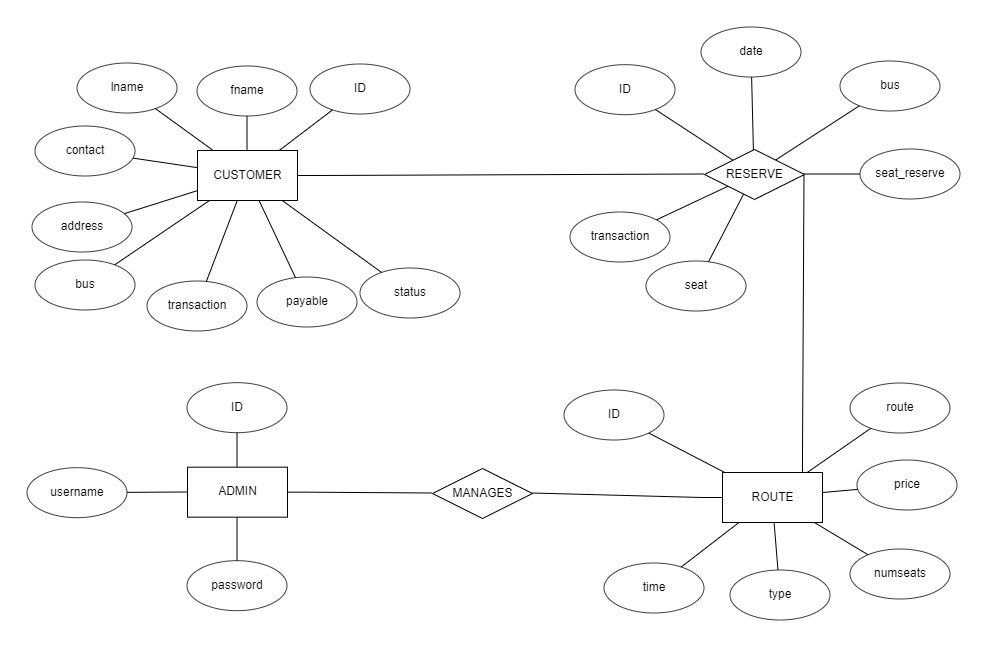 date
lname
fname
ID
ID
bus
contact
CUSTOMER
RESERVE
seat_reserve
address
transaction
bus
transaction
payable
status
seat
ID
ID
route
username
ADMIN
MANAGES
ROUTE
price
password
time
type
numseats